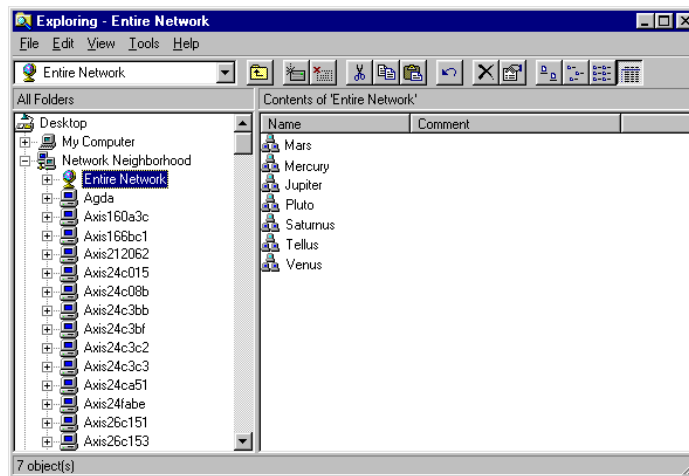 Exploring - Entire Network
File Edit View Tools Help
Entire Network
All Folders
Contents of 'Entire Network'
Desktop
My Computer
Network Neighborhood
Entire Network
Agda
Axis160a3c
Axis166bc1
Axis212062
Axis24c015
Axis24c08b
Axis24c3bb
Axis24c3bf
Axis24c3c2
Axis24c3c3
Axis24ca51
Axis24fabe
Axis26c151
Axis26c153
Name Comment
Mars
Mercury
Jupiter
Pluto
Saturnus
Tellus
Venus
7 object(s)